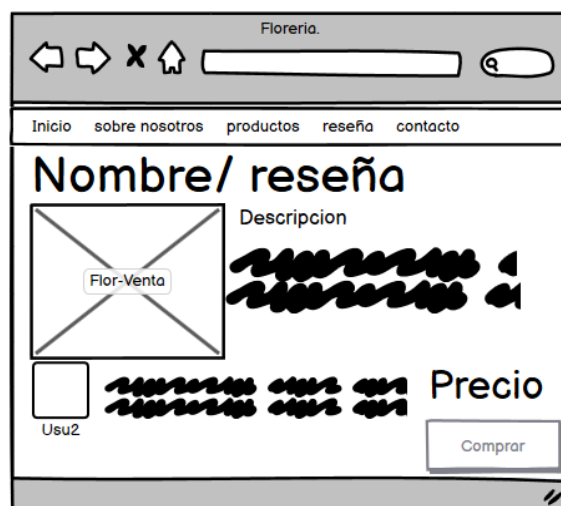 Floreria.
Inicio sobre nosotros productos reseña contacto
Nombre/ reseña
Descripcion
Flor-Venta
Usu2
Precio
Comprar